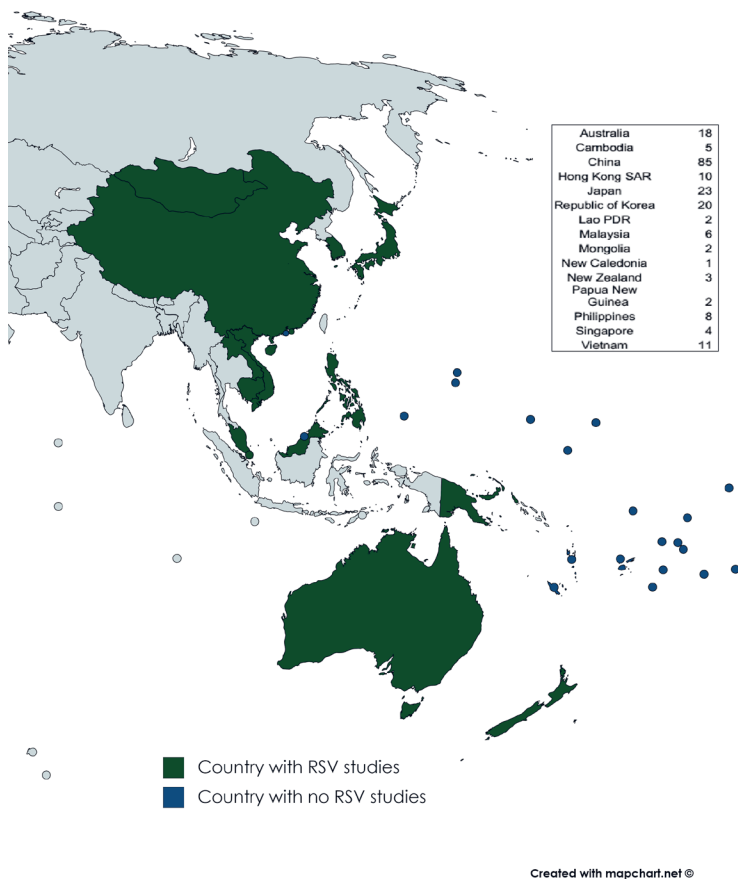 Australia 18
Cambodia 5
China 85
Hong Kong SAR 10
Japan 23
Republic of Korea 20
Lao PDR 2
Malaysia 6
Mongolia 2
New Caledonia 1
New Zealand 3
Papua New
Guinea 2
Philippines 8
Singapore 4
Vietnam 11
Country with RSV studies
Country with no RSV studies
Created with mapchart.net ©